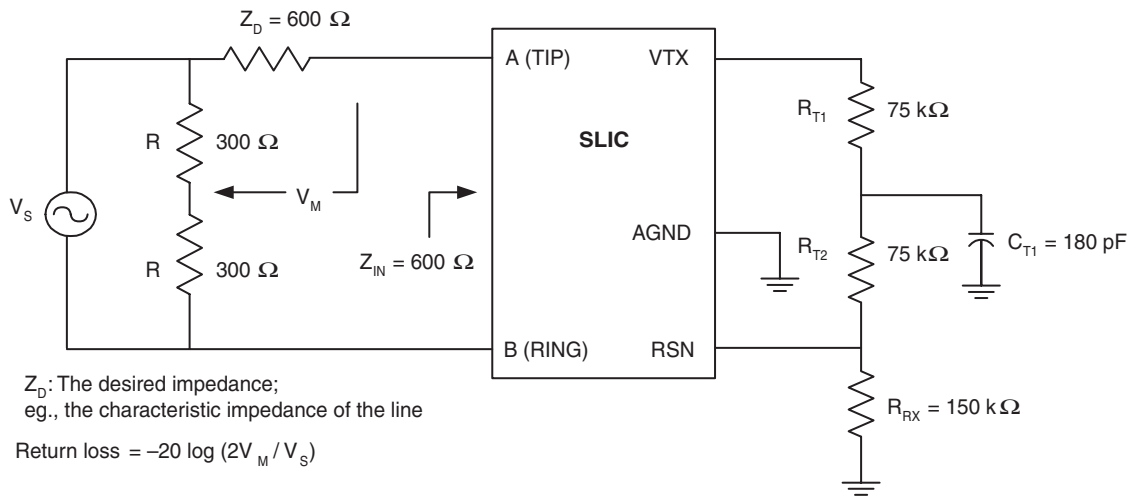 Z_D = 600 Ω
A (TIP)
VTX
R_T1
75 kΩ
SLIC
R
300 Ω
V_M
V_S
AGND
R_T2
75 kΩ
C_T1 = 180 pF
R
300 Ω
Z_IN = 600 Ω
B (RING)
RSN
R_RX = 150 kΩ
Z_D: The desired impedance;
eg., the characteristic impedance of the line
Return loss = –20 log (2V_M / V_S)